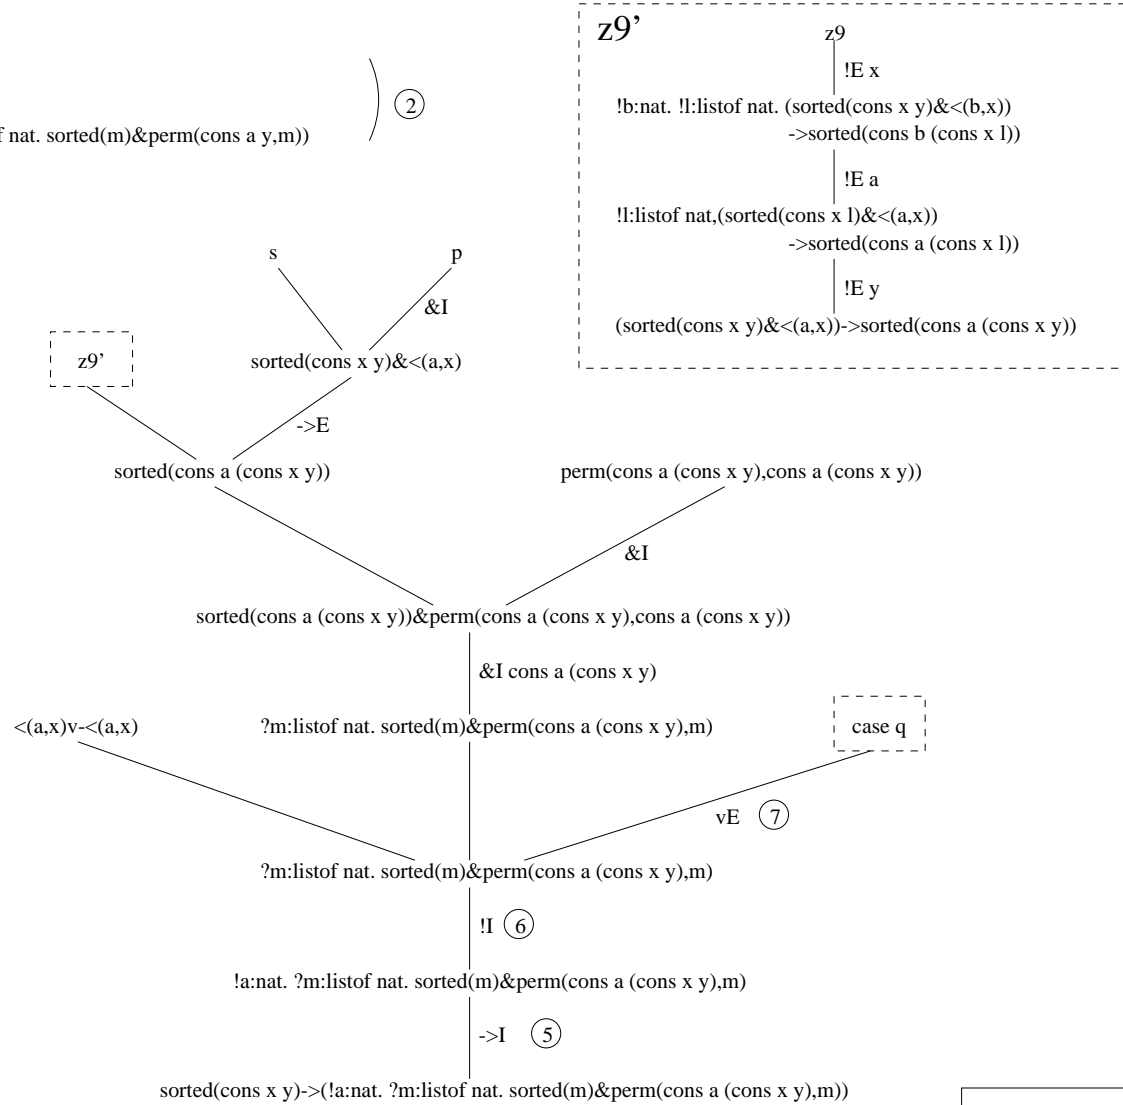 z9'
z9
!E x
!b:nat. !l:listof nat. (sorted(cons x y)&<(b,x))
->sorted(cons b (cons x l))
!E a
!l:listof nat,(sorted(cons x l)&<(a,x))
->sorted(cons a (cons x l))
!E y
(sorted(cons x y)&<(a,x))->sorted(cons a (cons x y))
2
nat. sorted(m)&perm(cons a y,m))
s
p
&I
z9'
sorted(cons x y)&<(a,x)
->E
sorted(cons a (cons x y))
perm(cons a (cons x y),cons a (cons x y))
&I
sorted(cons a (cons x y))&perm(cons a (cons x y),cons a (cons x y))
&I cons a (cons x y)
<(a,x)v-<(a,x)
?m:listof nat. sorted(m)&perm(cons a (cons x y),m)
case q
vE 7
?m:listof nat. sorted(m)&perm(cons a (cons x y),m)
!I 6
!a:nat. ?m:listof nat. sorted(m)&perm(cons a (cons x y),m)
->I 5
sorted(cons x y)->(!a:nat. ?m:listof nat. sorted(m)&perm(cons a (cons x y),m))